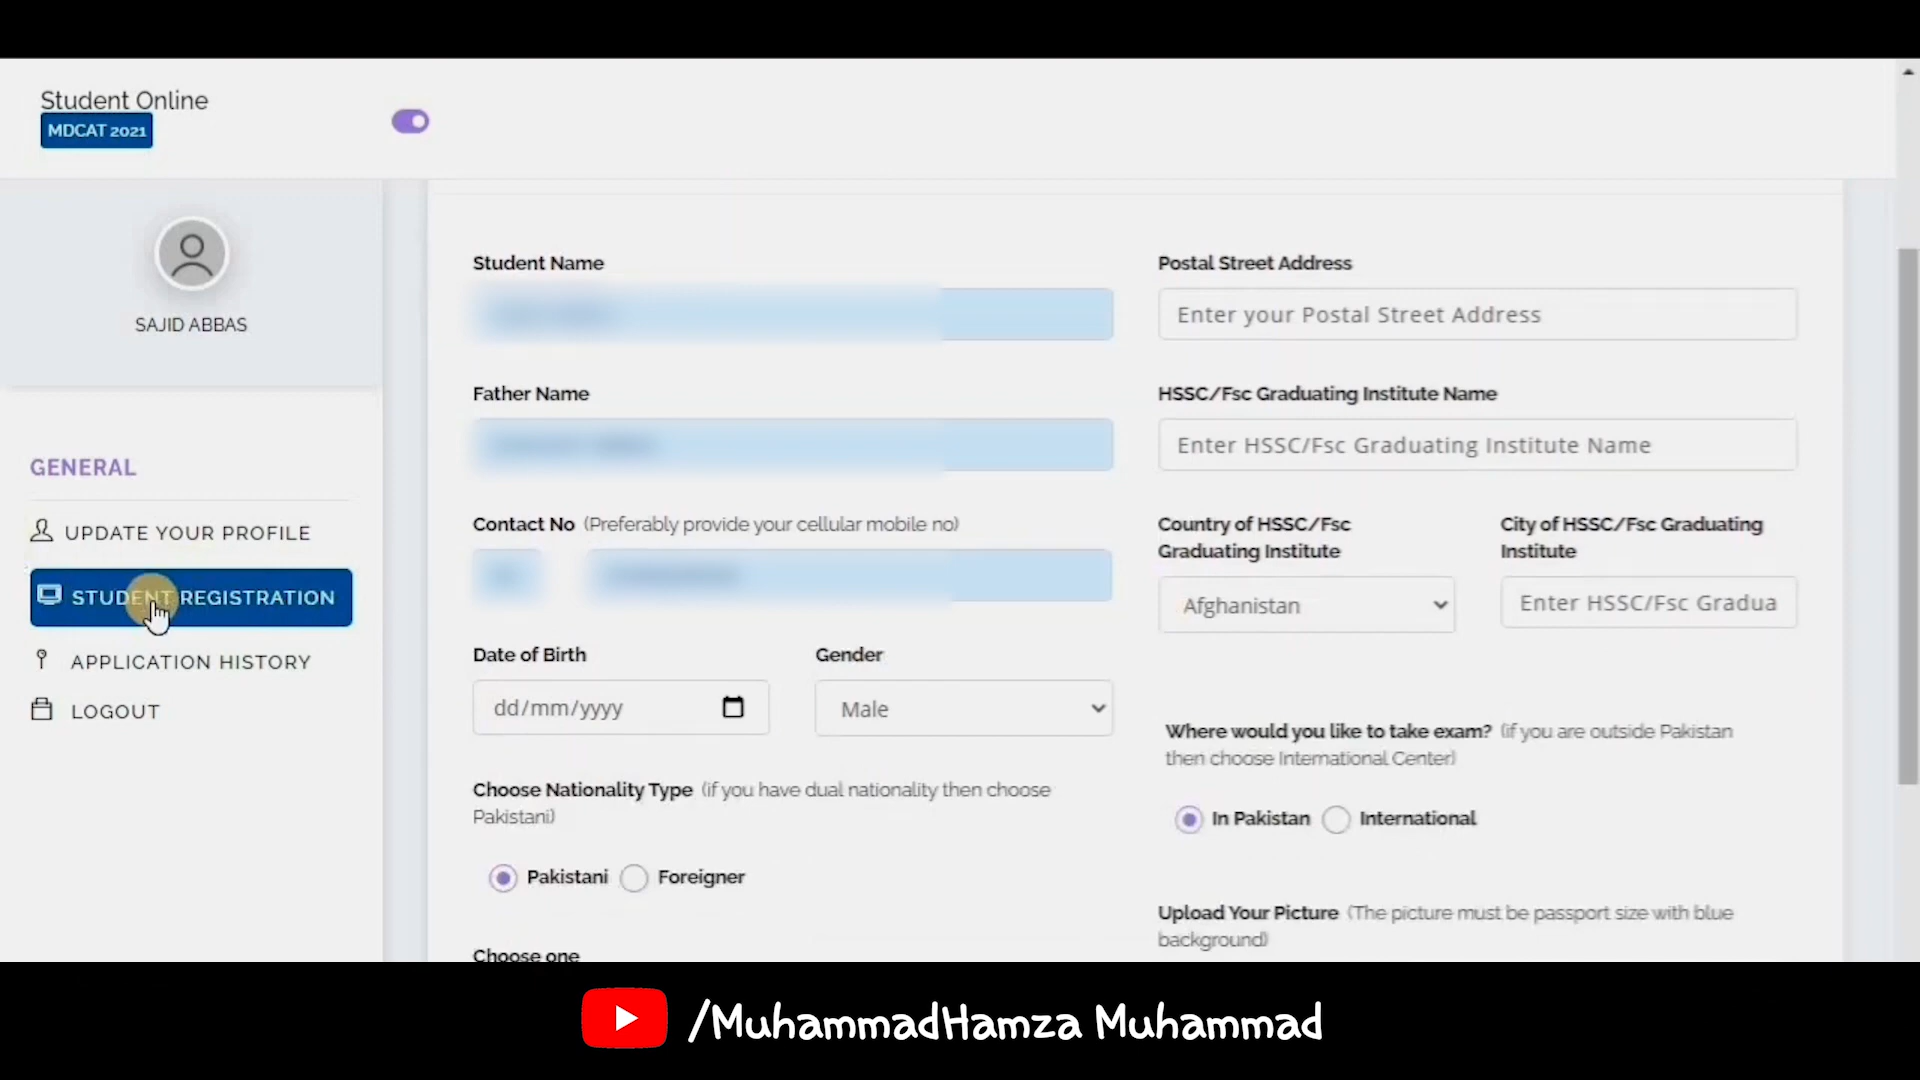 Student Online
MDCAT 2021
SAJID ABBAS
GENERAL
UPDATE YOUR PROFILE
STUDENT REGISTRATION
APPLICATION HISTORY
LOGOUT
Student Name
Father Name
Contact No (Preferably provide your cellular mobile no)
Date of Birth
Gender
dd/mm/yyyy
Male
Choose Nationality Type (if you have dual nationality then choose
Pakistani)
Pakistani
Foreigner
Choose one
Postal Street Address
Enter your Postal Street Address
HSSC/Fsc Graduating Institute Name
Enter HSSC/Fsc Graduating Institute Name
Country of HSSC/Fsc
Graduating Institute
City of HSSC/Fsc Graduating
Institute
Afghanistan
Enter HSSC/Fsc Gradua
Where would you like to take exam? (if you are outside Pakistan
then choose International Center)
In Pakistan
International
Upload Your Picture (The picture must be passport size with blue
background)
/MuhammadHamza Muhammad